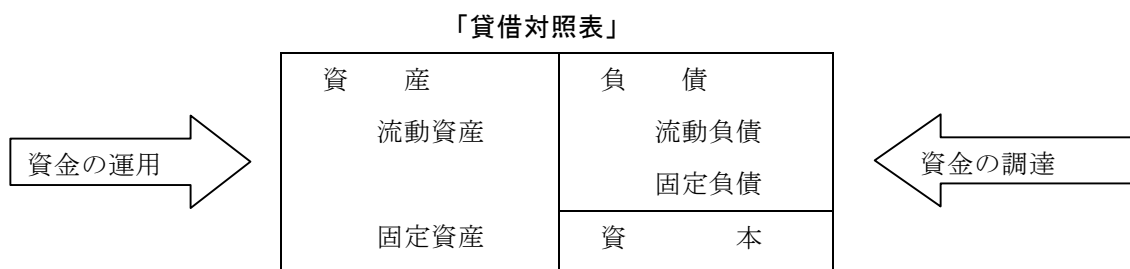 「貸借対照表」
資　　産
流動資産
固定資産
負　　債
流動負債
固定負債
資　　　本
資金の運用
資金の調達